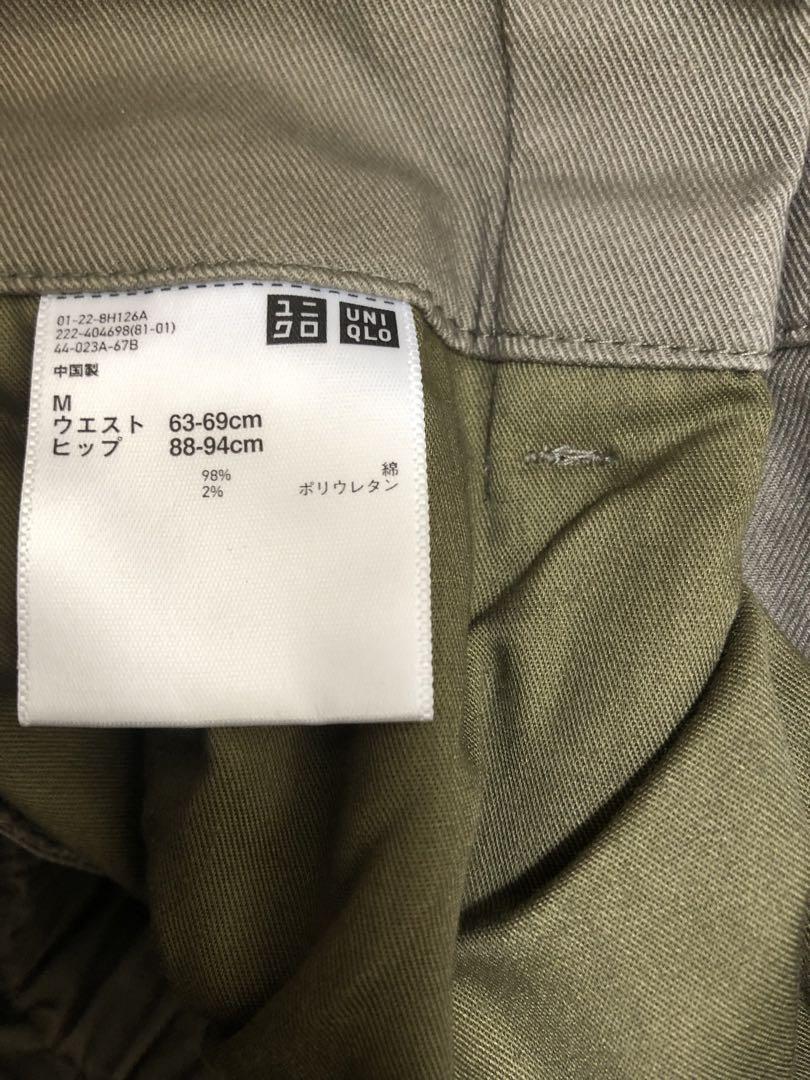 01-22-8H126A
222-404698(81-01)
44-023A-67B
ユニ
クロ
UNI
QLO
中国製
M
ウエスト 63-69cm
ヒップ 88-94cm
98% 綿
2% ポリウレタン